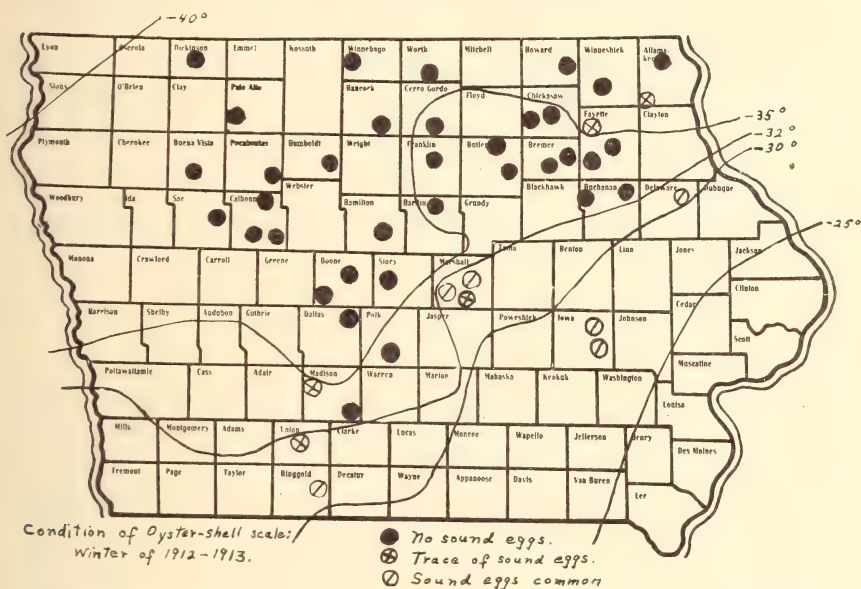 -40°
Lyon Osceola Dickinson Emmet Kossuth Winnebago Worth Mitchell Howard Winneshiek Allamakee
Sioux O'Brien Clay Palo Alto Hancock Cerro Gordo Floyd Chickasaw Fayette Clayton
-35°
-32°
-30°
Plymouth Cherokee Buena Vista Pocahontas Humboldt Wright Franklin Butler Bremer
Woodbury Ida Sac Calhoun Webster Hamilton Hardin Grundy Blackhawk Buchanan Delaware Dubuque
-25°
Monona Crawford Carroll Greene Boone Story Marshall Tama Benton Linn Jones Jackson
Clinton
Harrison Shelby Audobon Guthrie Dallas Polk Jasper Poweshiek Iowa Johnson Cedar
Scott
Muscatine
Pottawattamie Cass Adair Madison Warren Marion Mahaska Keokuk Washington
Louisa
Mills Montgomery Adams Union Clarke Lucas Monroe Wapello Jefferson Henry
Des Moines
Fremont Page Taylor Ringgold Decatur Wayne Appanoose Davis Van Buren
Lee
Condition of Oyster-shell scale:
Winter of 1912-1913.
No sound eggs.
Trace of sound eggs.
Sound eggs common